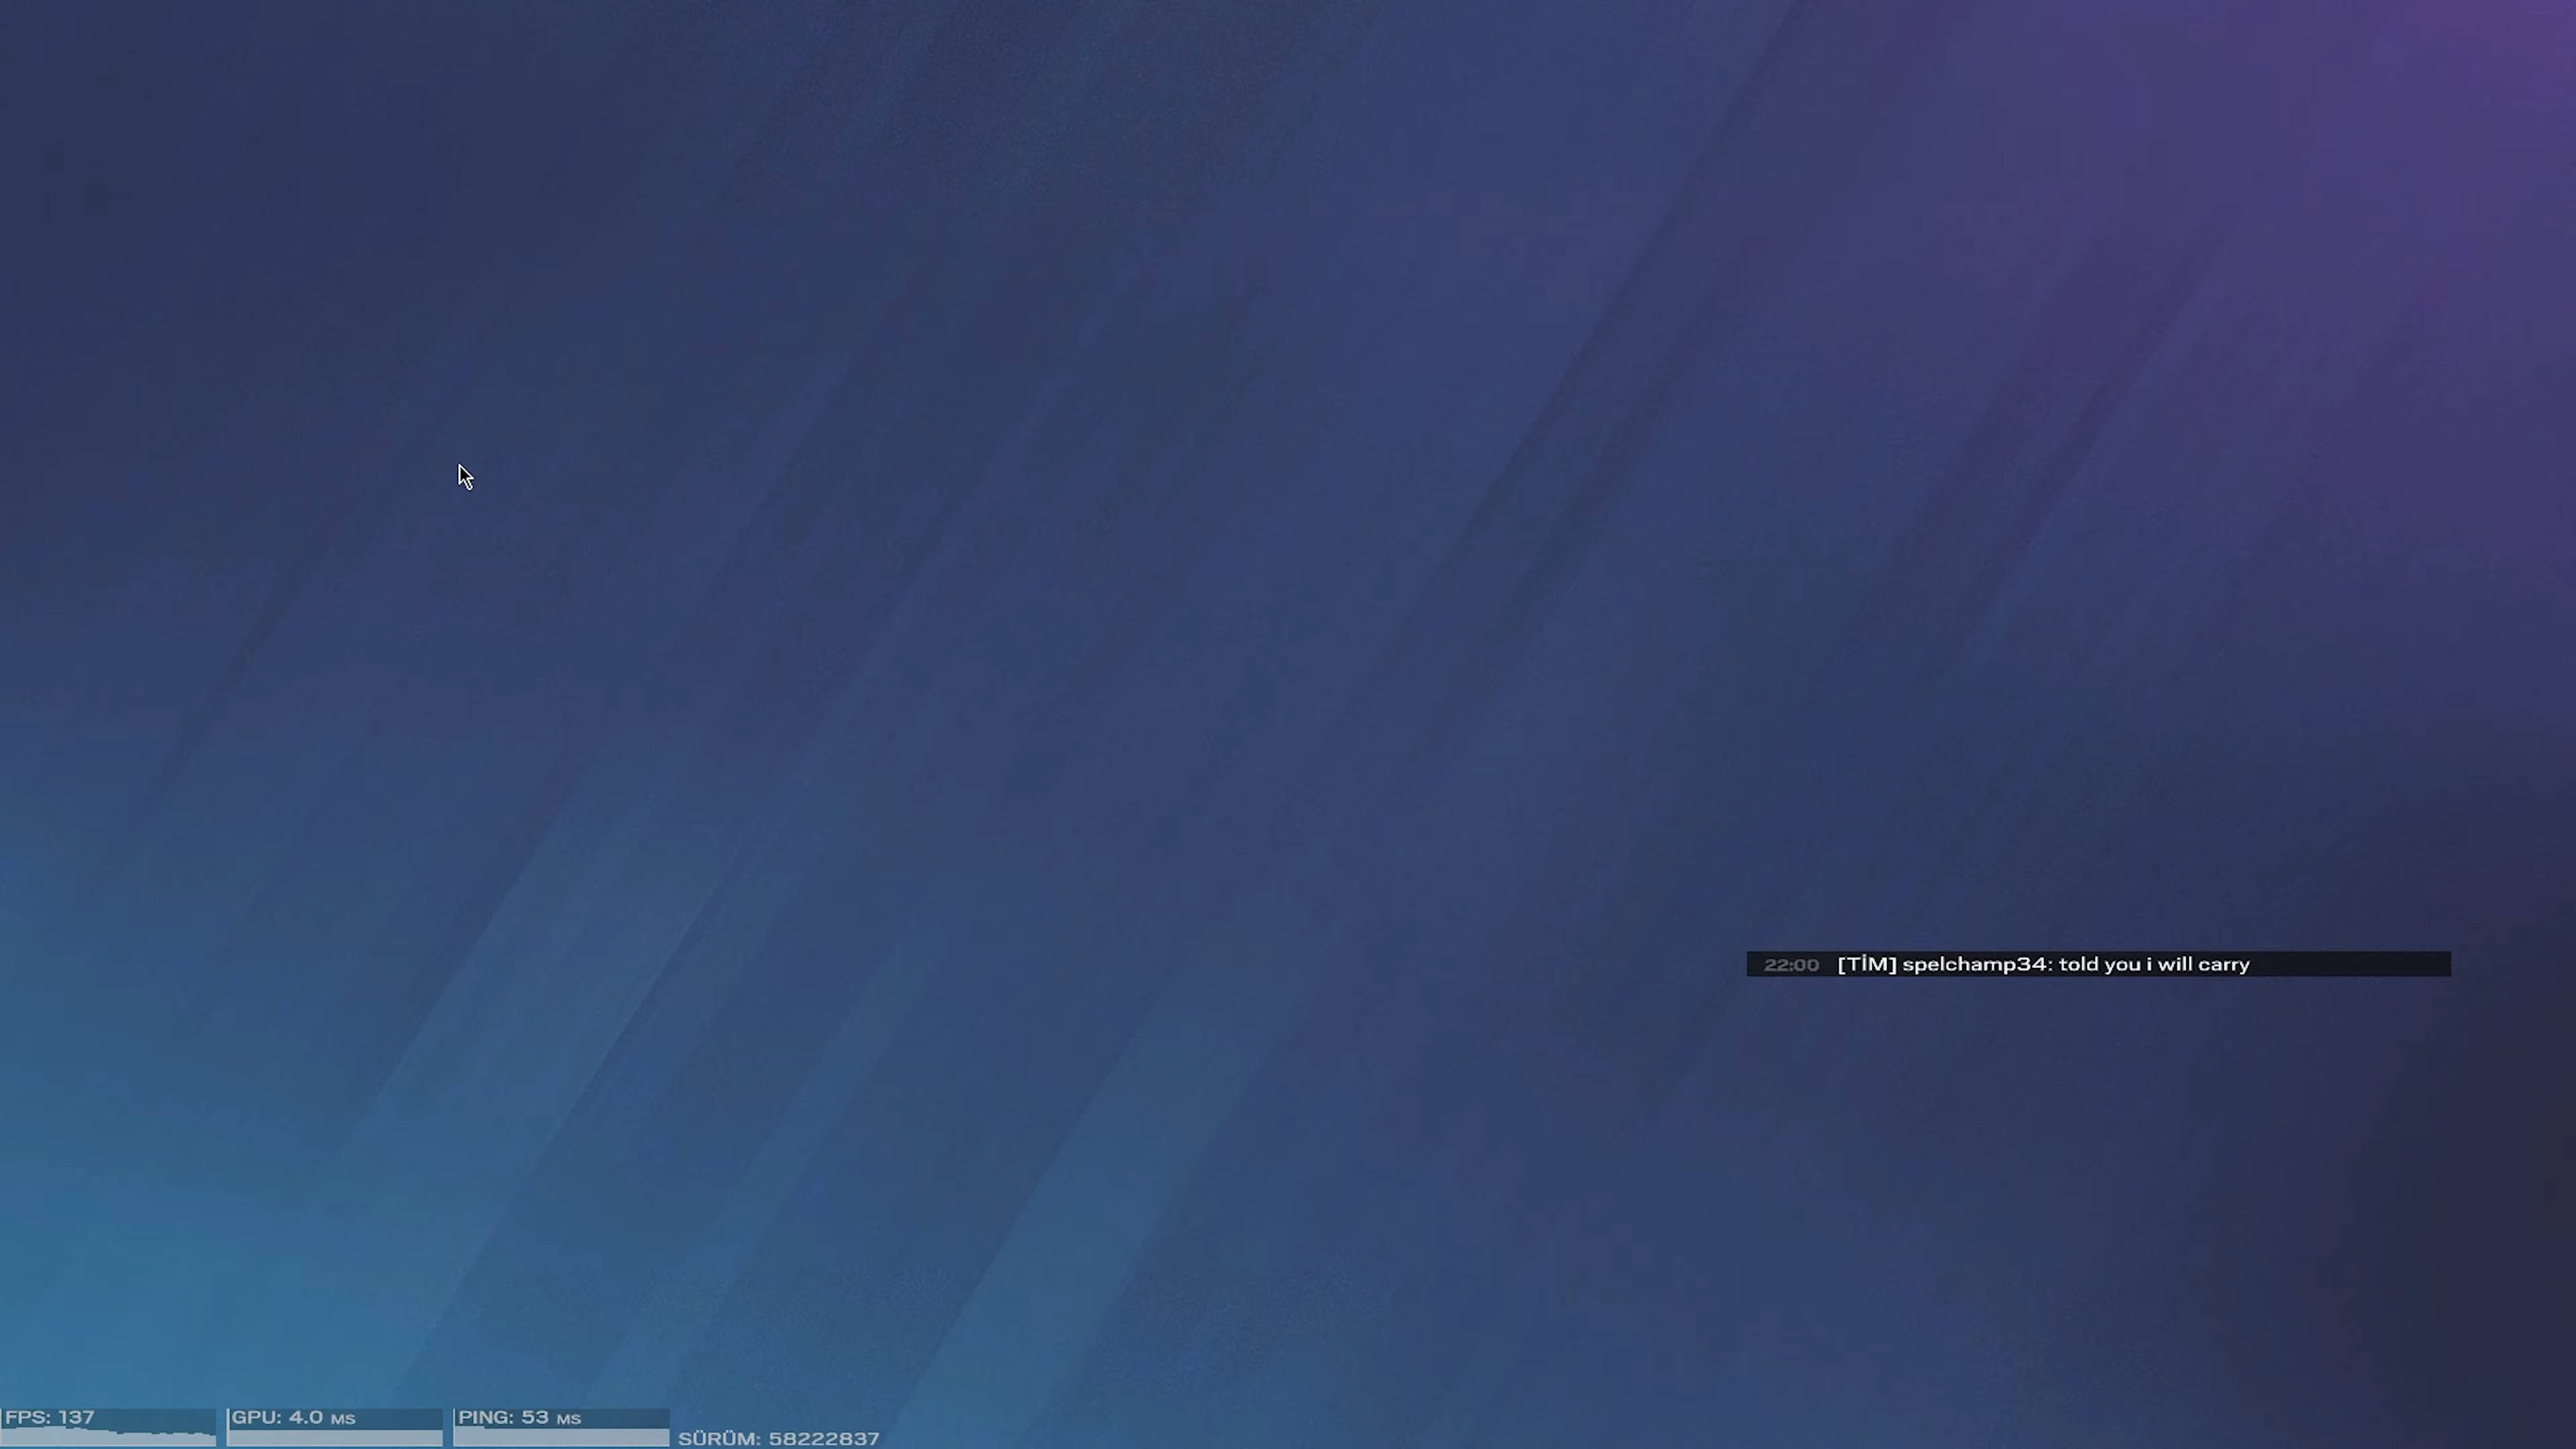 22:00 [TİM] spelchamp34: told you i will carry
FPS: 137 GPU: 4.0 MS PING: 53 MS
SÜRÜM: 58222837